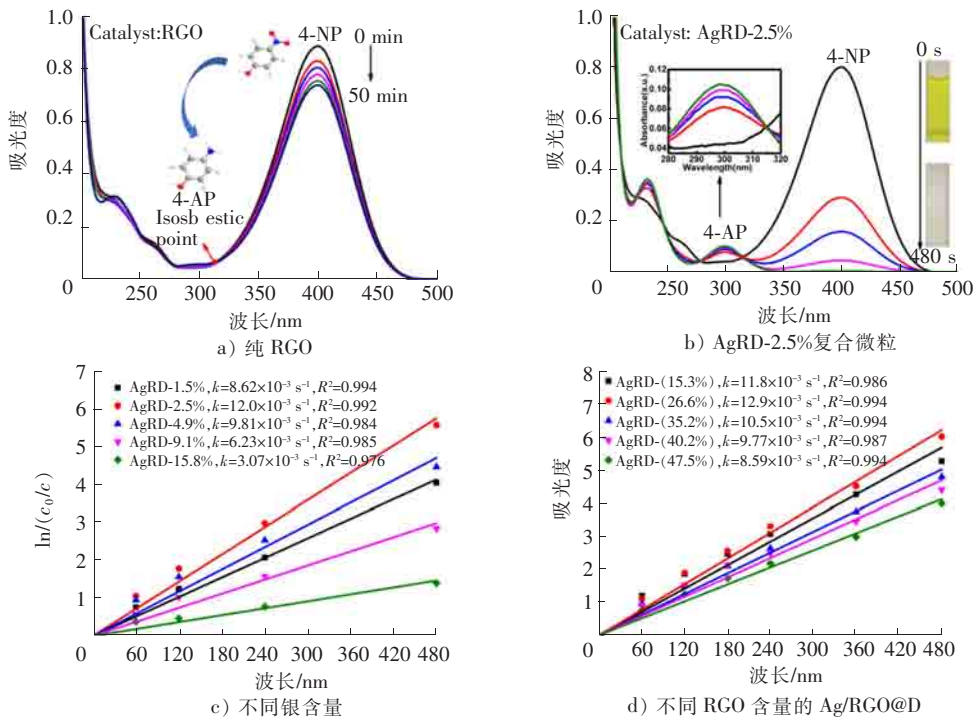 1.0
0.8
0.6
0.4
0.2
0
吸光度
Catalyst:RGO
4-NP
0 min
50 min
4-AP
Isosb estic
point
200 250 300 350 400 450 500
波长/nm
a) 纯 RGO
1.0
0.8
0.6
0.4
0.2
0
吸光度
Catalyst: AgRD-2.5%
4-NP
0 s
480 s
4-AP
0.12
0.10
0.08
0.06
0.04
Absorbance(a.u.)
280 290 300 310 320
Wavelength(nm)
200 250 300 350 400 450 500
波长/nm
b) AgRD-2.5%复合微粒
7
6
5
4
3
2
1
ln/(c0/c)
AgRD-1.5%,k=8.62×10⁻³ s⁻¹,R²=0.994
AgRD-2.5%,k=12.0×10⁻³ s⁻¹,R²=0.992
AgRD-4.9%,k=9.81×10⁻³ s⁻¹,R²=0.984
AgRD-9.1%,k=6.23×10⁻³ s⁻¹,R²=0.985
AgRD-15.8%,k=3.07×10⁻³ s⁻¹,R²=0.976
0 60 120 180 240 300 360 420 480
波长/nm
c) 不同银含量
8
7
6
5
4
3
2
1
吸光度
AgRD-(15.3%),k=11.8×10⁻³ s⁻¹,R²=0.986
AgRD-(26.6%),k=12.9×10⁻³ s⁻¹,R²=0.994
AgRD-(35.2%),k=10.5×10⁻³ s⁻¹,R²=0.994
AgRD-(40.2%),k=9.77×10⁻³ s⁻¹,R²=0.987
AgRD-(47.5%),k=8.59×10⁻³ s⁻¹,R²=0.994
0 60 120 180 240 300 360 420 480
波长/nm
d) 不同 RGO 含量的 Ag/RGO@D